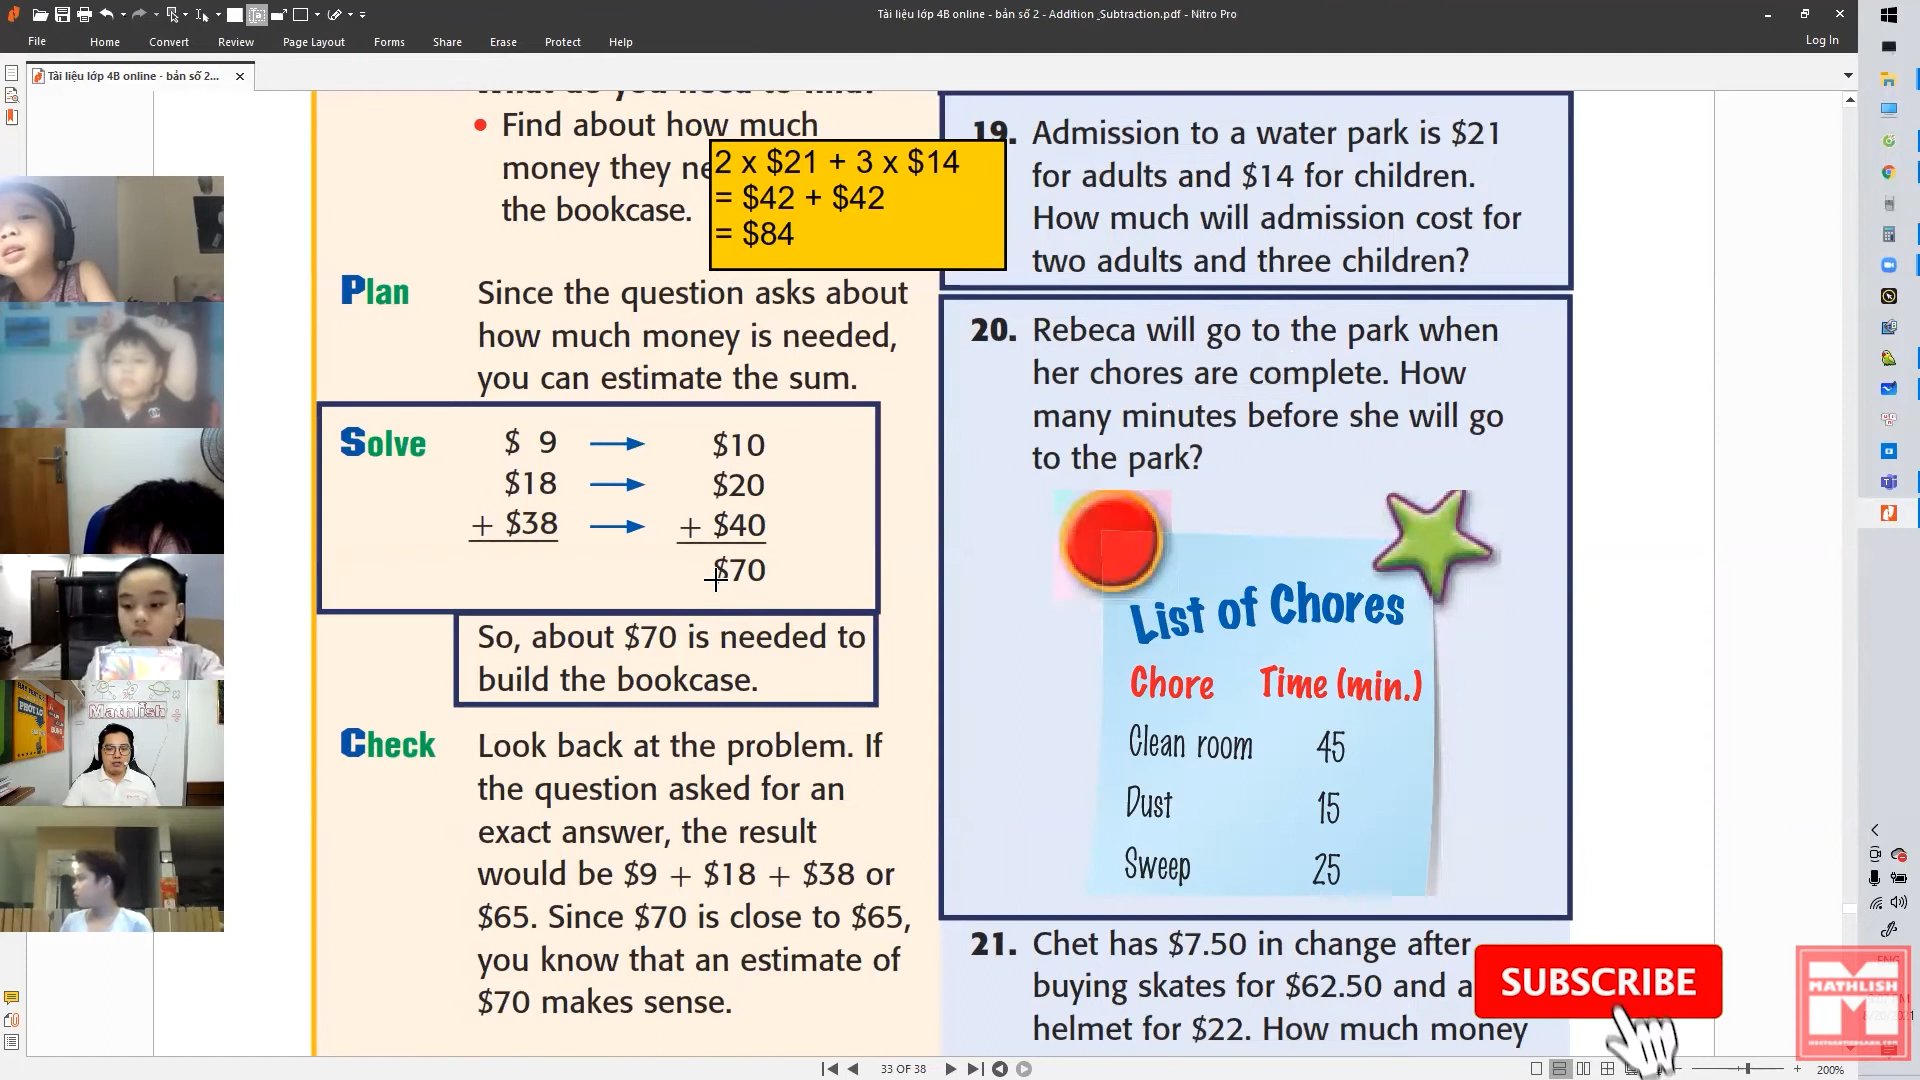 Tài liệu lớp 4B online - bản số 2 - Addition _Subtraction.pdf - Nitro Pro
File Home Convert Review Page Layout Forms Share Erase Protect Help Log In
Tài liệu lớp 4B online - bản số 2...
Find about how much
the bookcase.
2 x $21 + 3 x $14
= $42 + $42
= $84
Plan
Since the question asks about
how much money is needed,
you can estimate the sum.
Solve
$ 9 → $10
$18 → $20
+ $38 → + $40
$70
So, about $70 is needed to
build the bookcase.
Check
Look back at the problem. If
the question asked for an
exact answer, the result
would be $9 + $18 + $38 or
$65. Since $70 is close to $65,
you know that an estimate of
$70 makes sense.
19. Admission to a water park is $21
for adults and $14 for children.
How much will admission cost for
two adults and three children?
20. Rebeca will go to the park when
her chores are complete. How
many minutes before she will go
to the park?
List of Chores
Chore Time (min.)
Clean room 45
Dust 15
Sweep 25
21. Chet has $7.50 in change after
buying skates for $62.50 and a
helmet for $22. How much money
SUBSCRIBE
MATHLISH
Mathlish
33 OF 38
200%